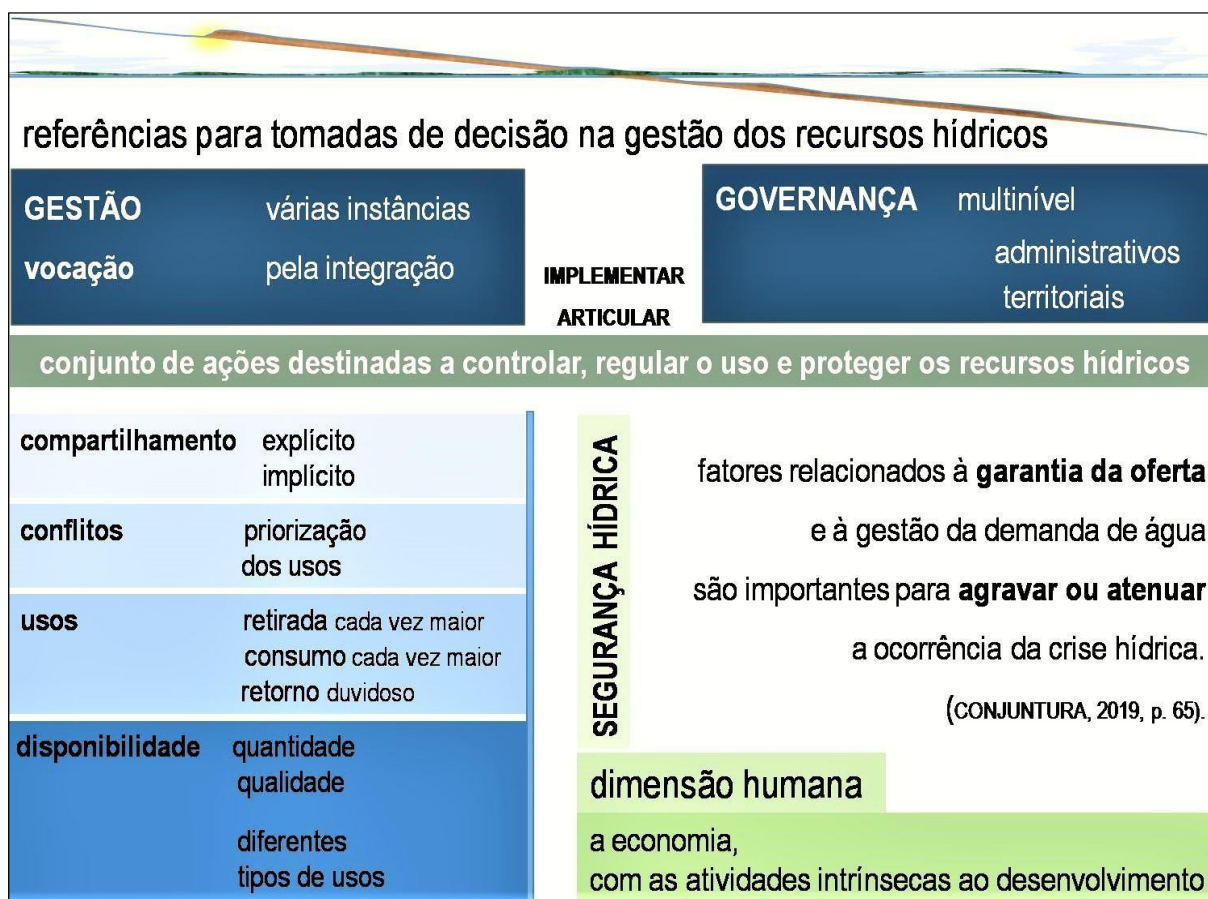 referências para tomadas de decisão na gestão dos recursos hídricos
GESTÃO várias instâncias
vocação pela integração
IMPLEMENTAR
ARTICULAR
GOVERNANÇA multinível
administrativos
territoriais
conjunto de ações destinadas a controlar, regular o uso e proteger os recursos hídricos
compartilhamento explícito
implícito
conflitos priorização
dos usos
usos retirada cada vez maior
consumo cada vez maior
retorno duvidoso
disponibilidade quantidade
qualidade
diferentes
tipos de usos
SEGURANÇA HÍDRICA
fatores relacionados à garantia da oferta
e à gestão da demanda de água
são importantes para agravar ou atenuar
a ocorrência da crise hídrica.
(CONJUNTURA, 2019, p. 65).
dimensão humana
a economia,
com as atividades intrínsecas ao desenvolvimento